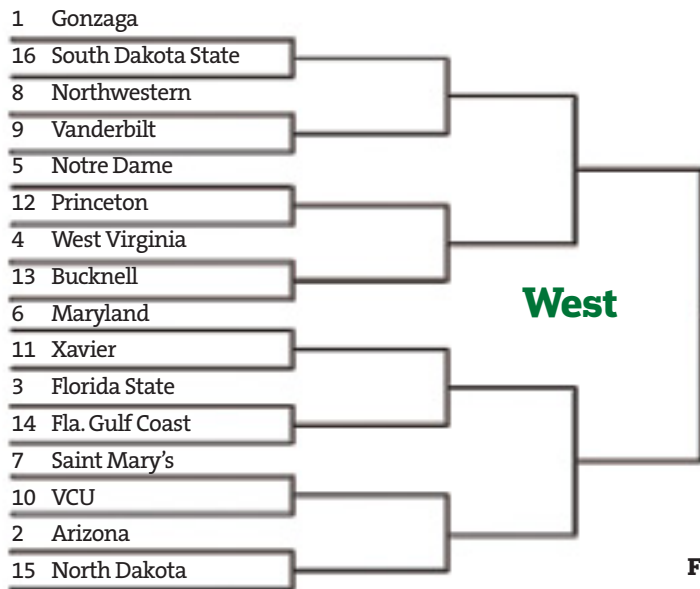 1 Gonzaga
16 South Dakota State
8 Northwestern
9 Vanderbilt
5 Notre Dame
12 Princeton
4 West Virginia
13 Bucknell
6 Maryland
11 Xavier
3 Florida State
14 Fla. Gulf Coast
7 Saint Mary's
10 VCU
2 Arizona
15 North Dakota
West
F